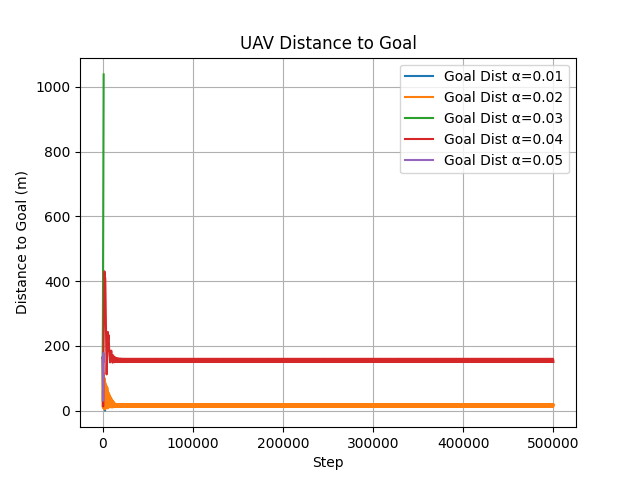 UAV Distance to Goal
Distance to Goal (m)
1000
800
600
400
200
0
Goal Dist α=0.01
Goal Dist α=0.02
Goal Dist α=0.03
Goal Dist α=0.04
Goal Dist α=0.05
0
100000
200000
300000
400000
500000
Step